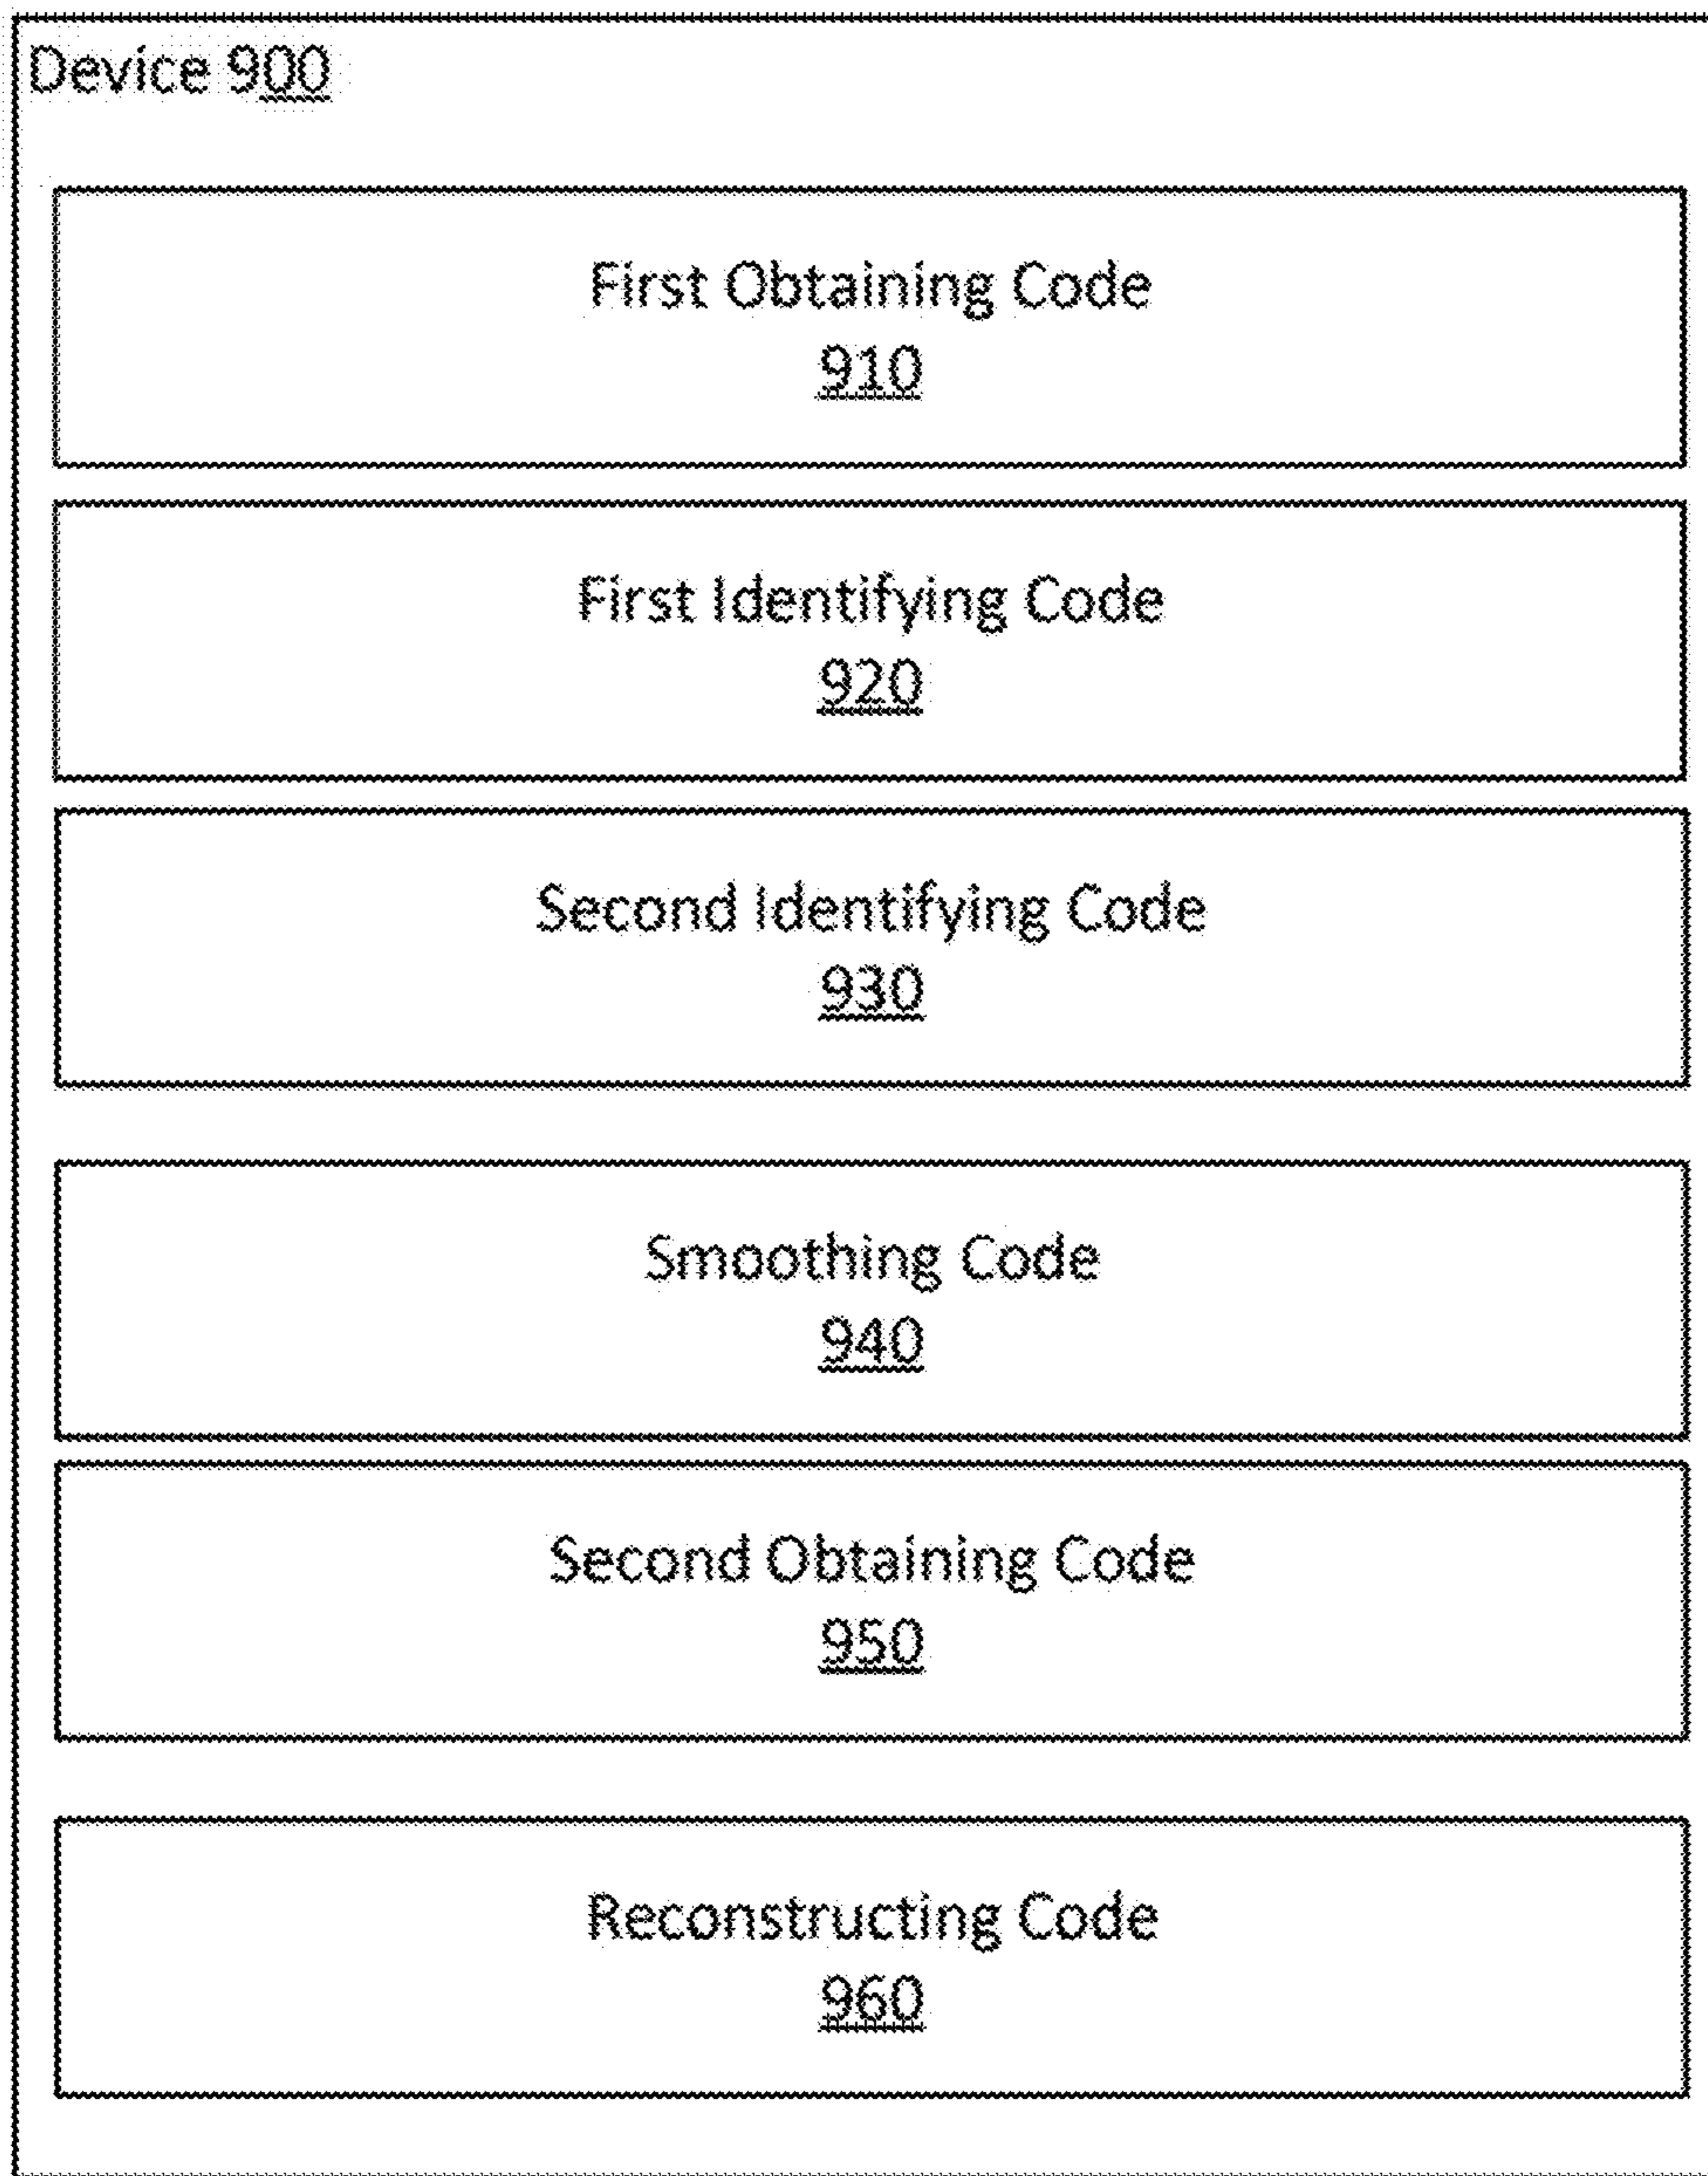 Device 900
First Obtaining Code
910
First Identifying Code
920
Second Identifying Code
930
Smoothing Code
940
Second Obtaining Code
950
Reconstructing Code
960